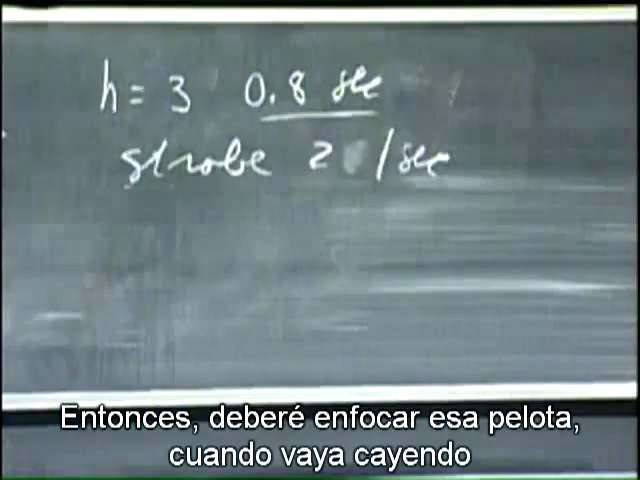 h = 3 0.8 sec
strobe 2 /sec
Entonces, deberé enfocar esa pelota,
cuando vaya cayendo